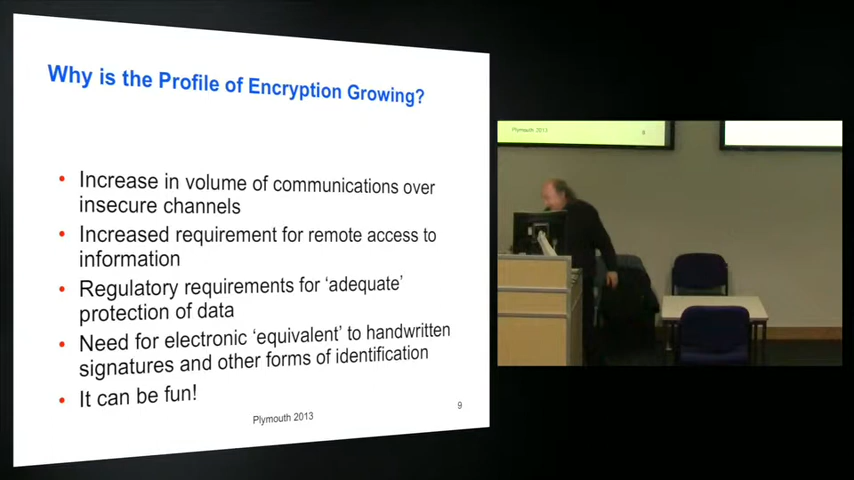 Why is the Profile of Encryption Growing?
• Increase in volume of communications over
insecure channels
• Increased requirement for remote access to
information
• Regulatory requirements for ‘adequate’
protection of data
• Need for electronic ‘equivalent’ to handwritten
signatures and other forms of identification
• It can be fun!
Plymouth 2013
9
Plymouth 2013